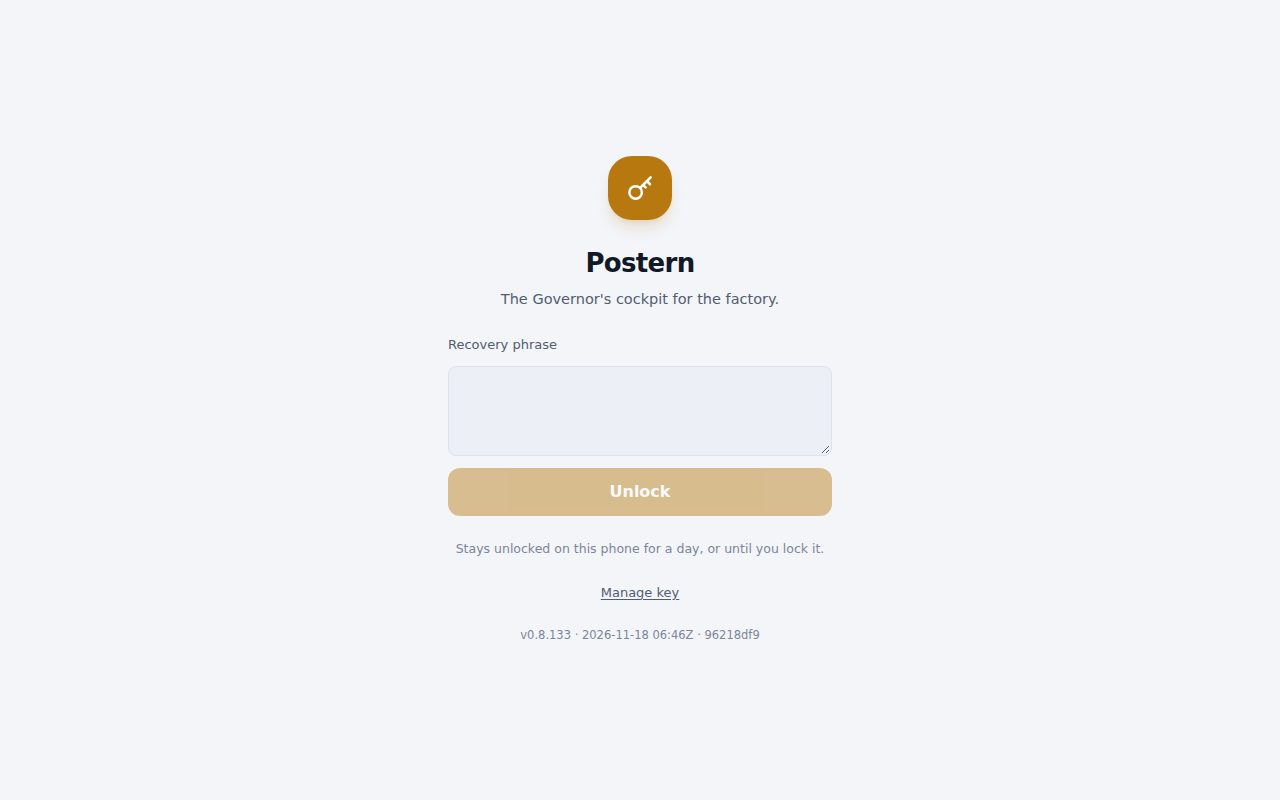 Postern
The Governor's cockpit for the factory.
Recovery phrase
Unlock
Stays unlocked on this phone for a day, or until you lock it.
Manage key
v0.8.133 · 2026-11-18 06:46Z · 96218df9